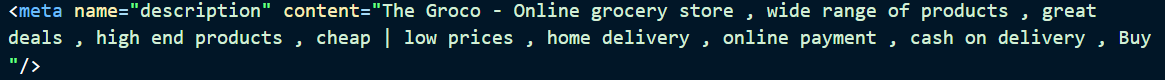 <meta name="description" content="The Groco - Online grocery store , wide range of products , great
deals , high end products , cheap | low prices , home delivery , online payment , cash on delivery , Buy
"/>